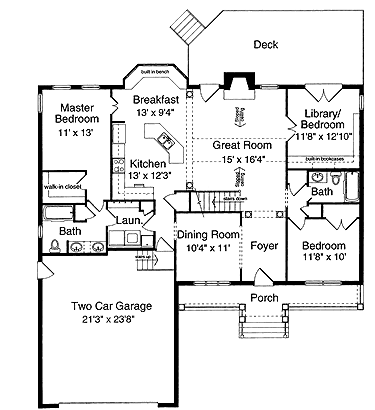 Deck
built in bench
Master
Bedroom
11' x 13'
Breakfast
13' x 9'4"
Library/
Bedroom
11'8" x 12'10"
Sloped
ceiling
Great Room
15' x 16'4"
Kitchen
13' x 12'3"
built-in bookcases
Sloped
ceiling
walk-in closet
Bath
stairs down
Laun.
Bath
Dining Room
10'4" x 11'
Foyer
Bedroom
11'8" x 10'
stairs up
Two Car Garage
21'3" x 23'8"
Porch